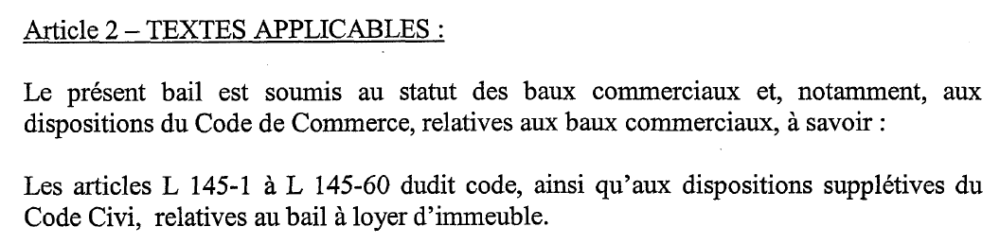 Article 2 – TEXTES APPLICABLES :
Le présent bail est soumis au statut des baux commerciaux et, notamment, aux
dispositions du Code de Commerce, relatives aux baux commerciaux, à savoir :
Les articles L 145-1 à L 145-60 dudit code, ainsi qu'aux dispositions supplétives du
Code Civi, relatives au bail à loyer d'immeuble.